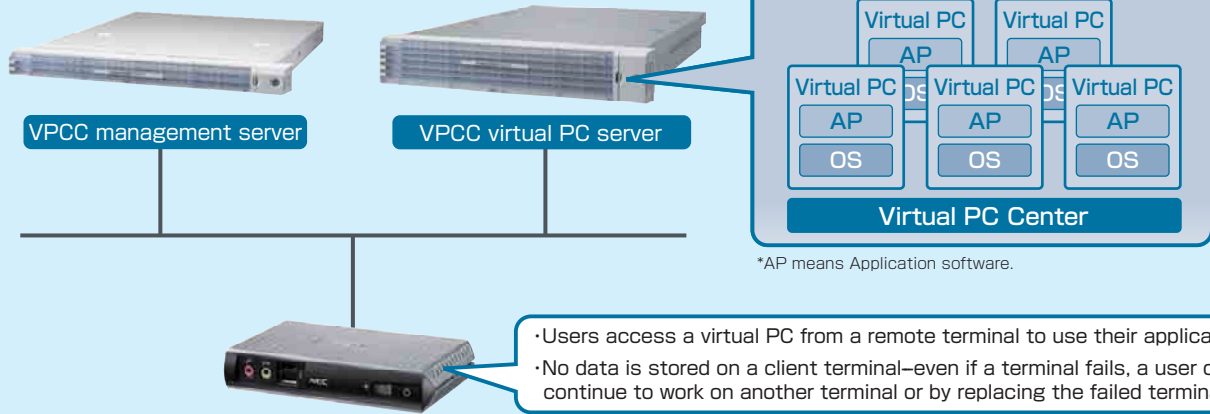 Virtual PC
Virtual PC
AP
AP
OS
OS
Virtual PC
Virtual PC
Virtual PC
AP
AP
AP
OS
OS
OS
Virtual PC Center
VPCC management server
VPCC virtual PC server
*AP means Application software.
·Users access a virtual PC from a remote terminal to use their
·No data is stored on a client terminal–even if a terminal fails, a user
continue to work on another terminal or by replacing the failed
NEC